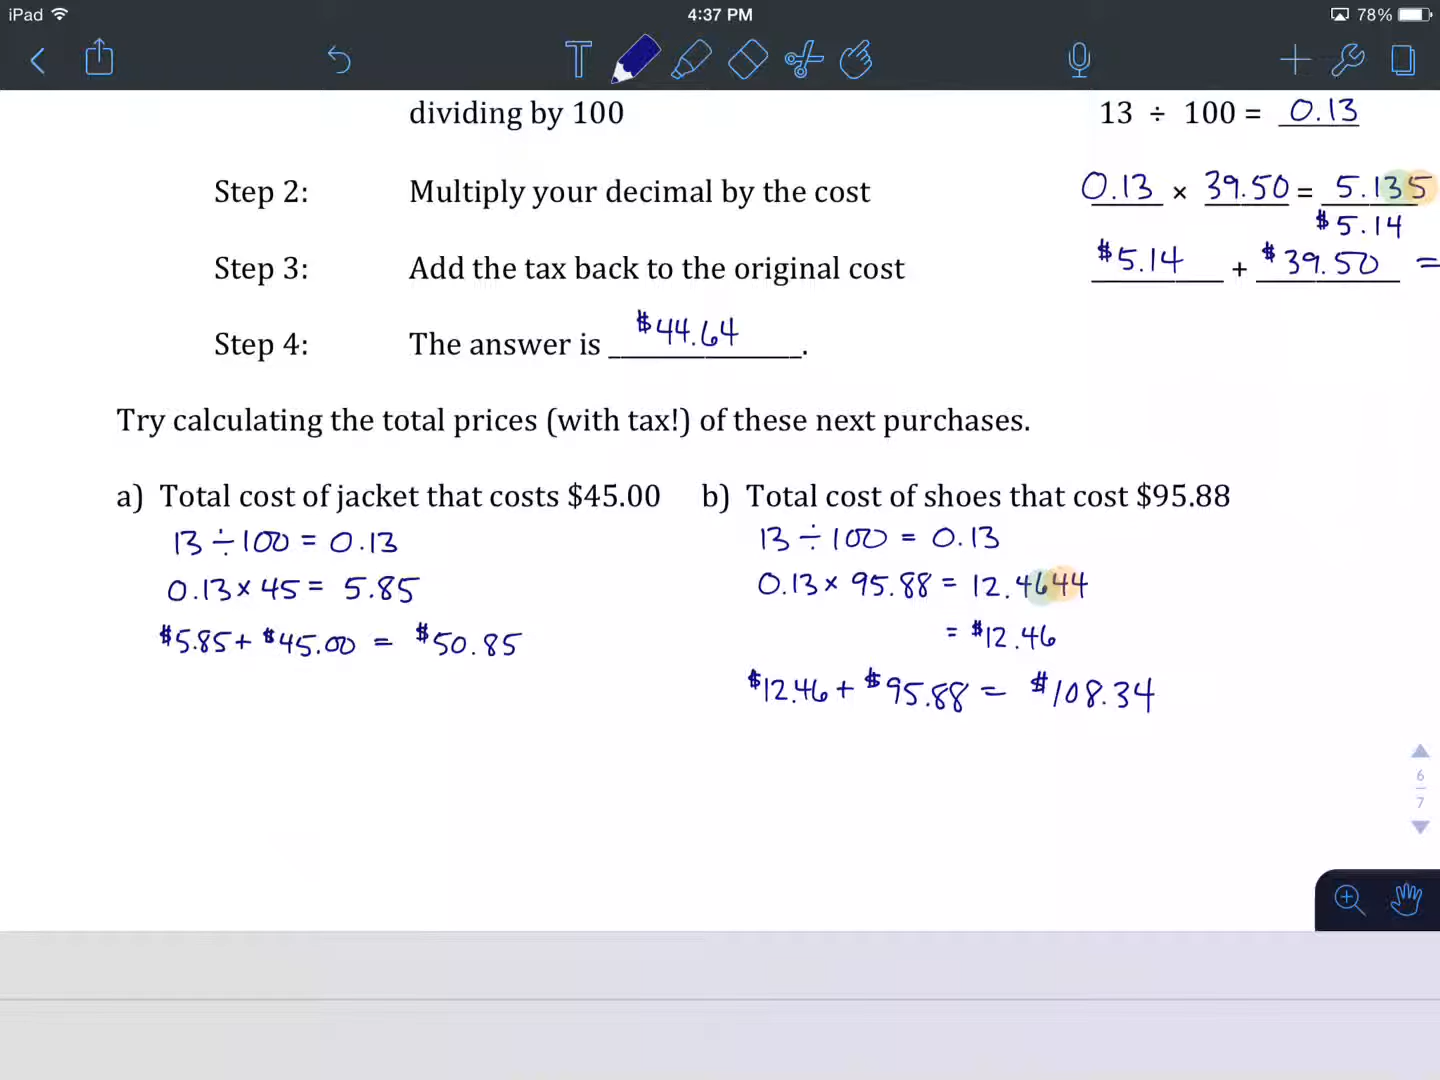 iPad 4:37 PM 78%
T
dividing by 100 13 ÷ 100 = 0.13
Step 2: Multiply your decimal by the cost 0.13 × 39.50 = 5.135
$5.14
Step 3: Add the tax back to the original cost $5.14 + $39.50 =
Step 4: The answer is $44.64.
Try calculating the total prices (with tax!) of these next purchases.
a) Total cost of jacket that costs $45.00
13 ÷ 100 = 0.13
0.13 × 45 = 5.85
$5.85 + $45.00 = $50.85
b) Total cost of shoes that cost $95.88
13 ÷ 100 = 0.13
0.13 × 95.88 = 12.4644
= $12.46
$12.46 + $95.88 = $108.34
6
7